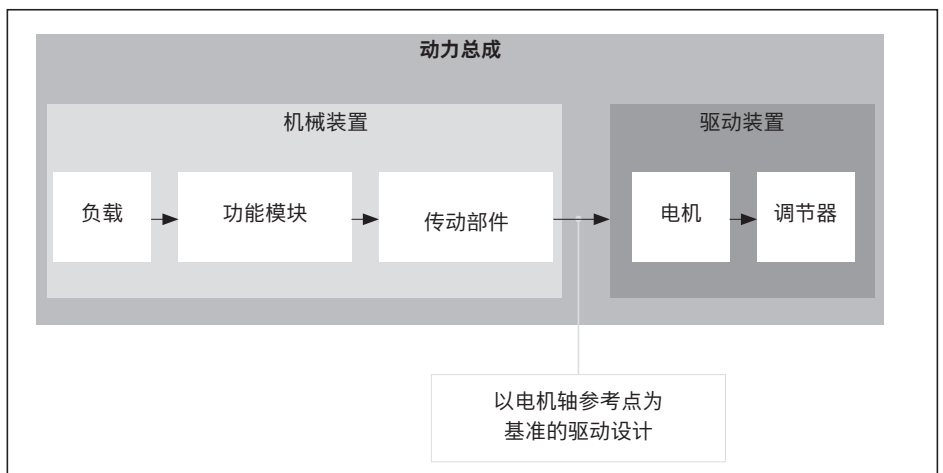 动力总成
机械装置
驱动装置
负载
功能模块
传动部件
电机
调节器
以电机轴参考点为
基准的驱动设计